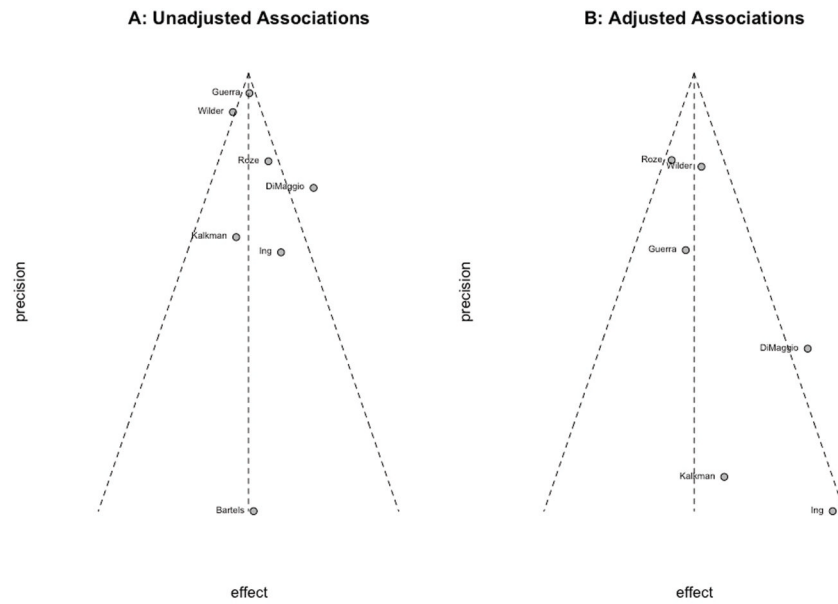 A: Unadjusted Associations
Guerra
Wilder
Roze
DiMaggio
Kalkman
Ing
Bartels
precision
effect
B: Adjusted Associations
Roze
Wilder
Guerra
DiMaggio
Kalkman
Ing
precision
effect